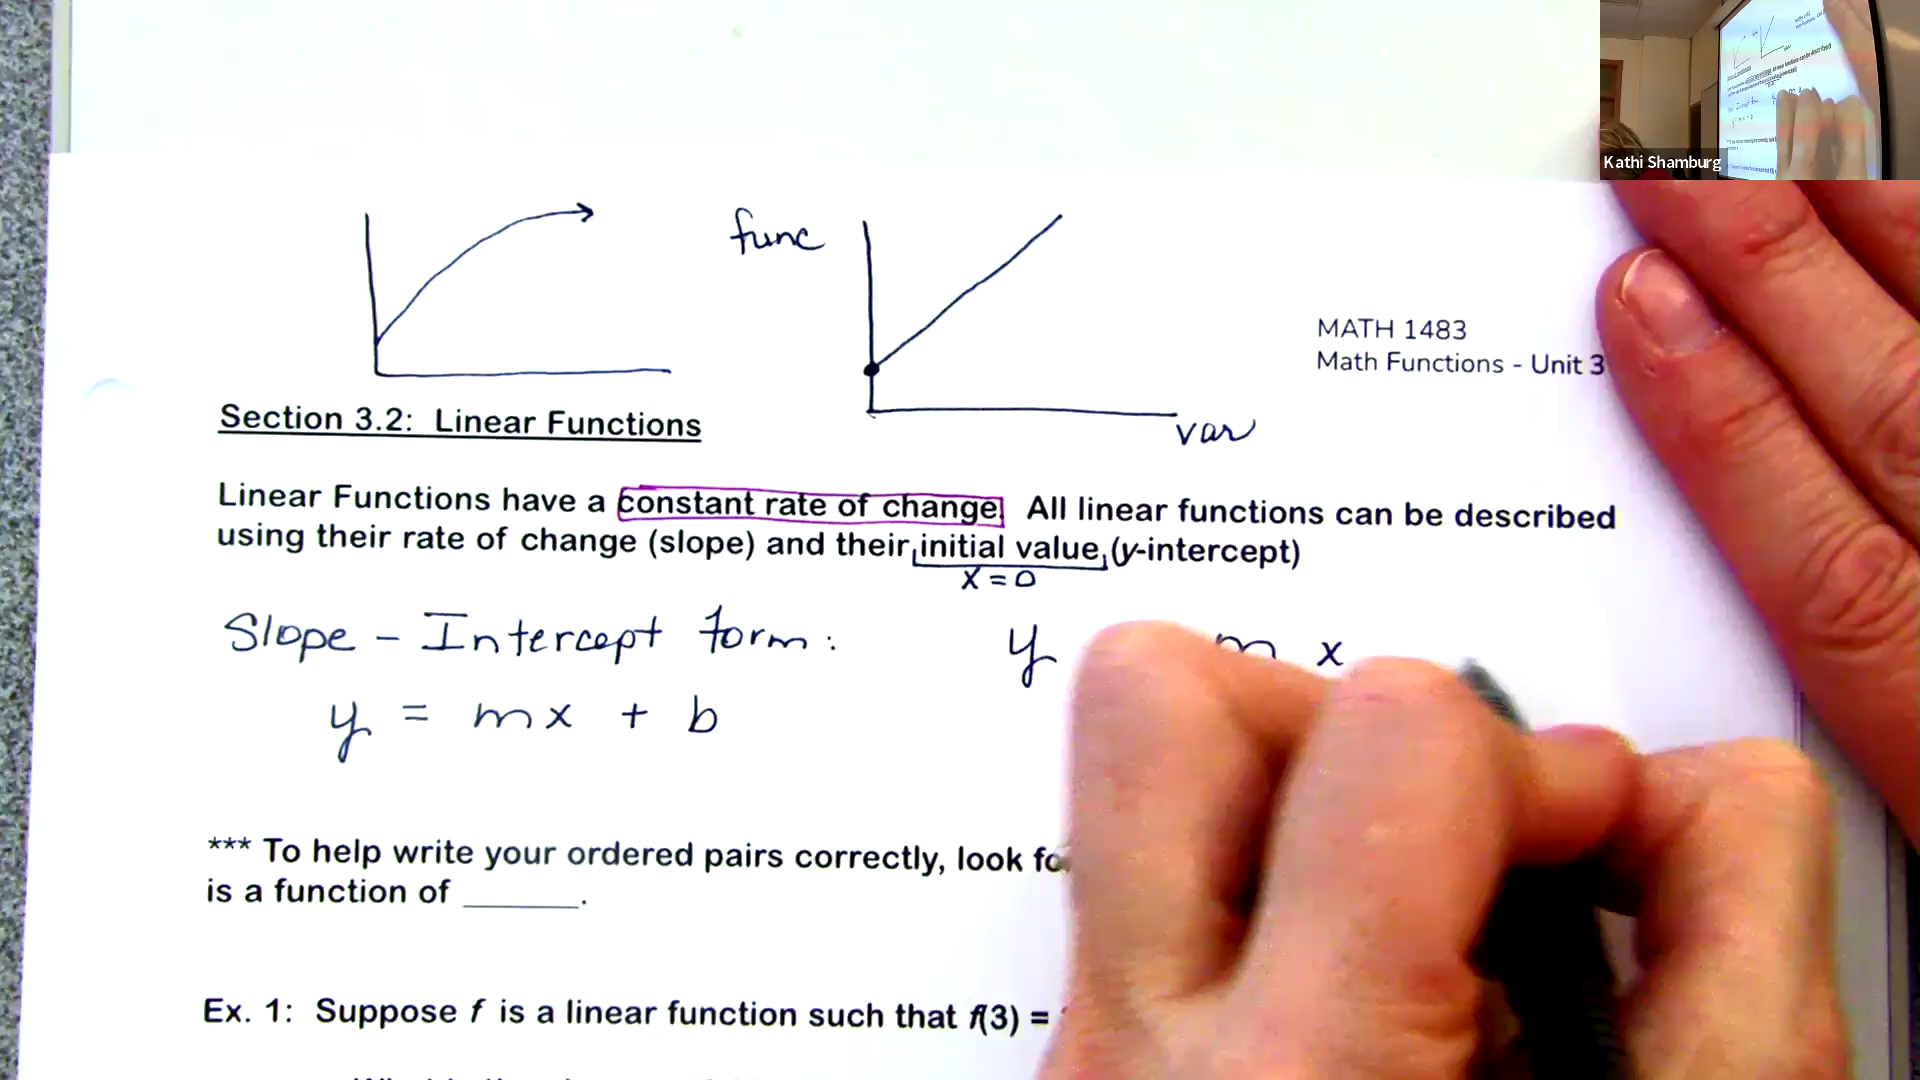 Kathi Shamburg
func
var
MATH 1483
Math Functions - Unit 3
Section 3.2: Linear Functions
Linear Functions have a constant rate of change. All linear functions can be described
using their rate of change (slope) and their initial value (y-intercept)
x = 0
Slope - Intercept form:
y m x
y = mx + b
*** To help write your ordered pairs correctly, look
is a function of ______.
Ex. 1: Suppose f is a linear function such that f(3) =